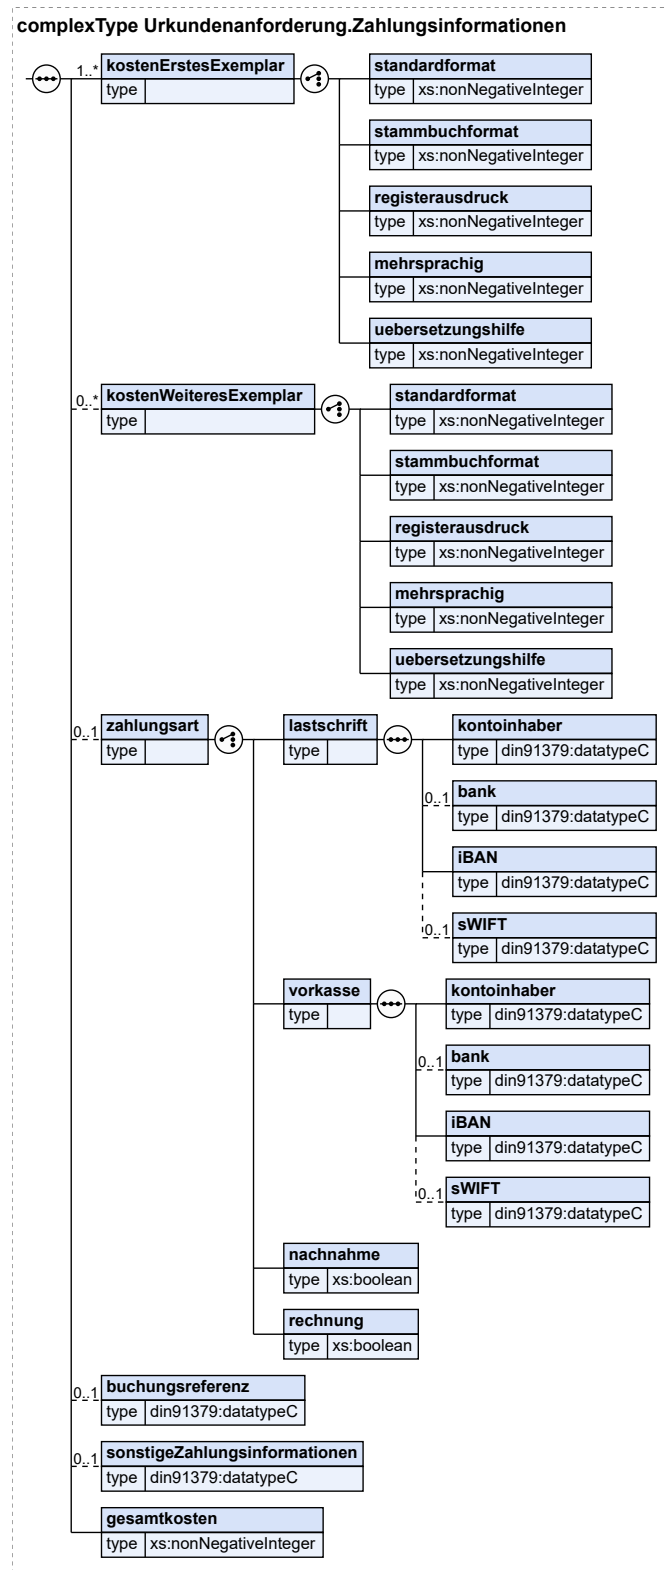 complexType Urkundenanforderung.Zahlungsinformationen
1..* kostenErstesExemplar
type
standardformat
type xs:nonNegativeInteger
stammbuchformat
type xs:nonNegativeInteger
registerausdruck
type xs:nonNegativeInteger
mehrsprachig
type xs:nonNegativeInteger
uebersetzungshilfe
type xs:nonNegativeInteger
0..* kostenWeiteresExemplar
type
standardformat
type xs:nonNegativeInteger
stammbuchformat
type xs:nonNegativeInteger
registerausdruck
type xs:nonNegativeInteger
mehrsprachig
type xs:nonNegativeInteger
uebersetzungshilfe
type xs:nonNegativeInteger
0..1 zahlungsart
type
lastschrift
type
kontoinhaber
type din91379:datatypeC
0..1 bank
type din91379:datatypeC
iBAN
type din91379:datatypeC
0..1 sWIFT
type din91379:datatypeC
vorkasse
type
kontoinhaber
type din91379:datatypeC
0..1 bank
type din91379:datatypeC
iBAN
type din91379:datatypeC
0..1 sWIFT
type din91379:datatypeC
nachnahme
type xs:boolean
rechnung
type xs:boolean
0..1 buchungsreferenz
type din91379:datatypeC
0..1 sonstigeZahlungsinformationen
type din91379:datatypeC
gesamtkosten
type xs:nonNegativeInteger